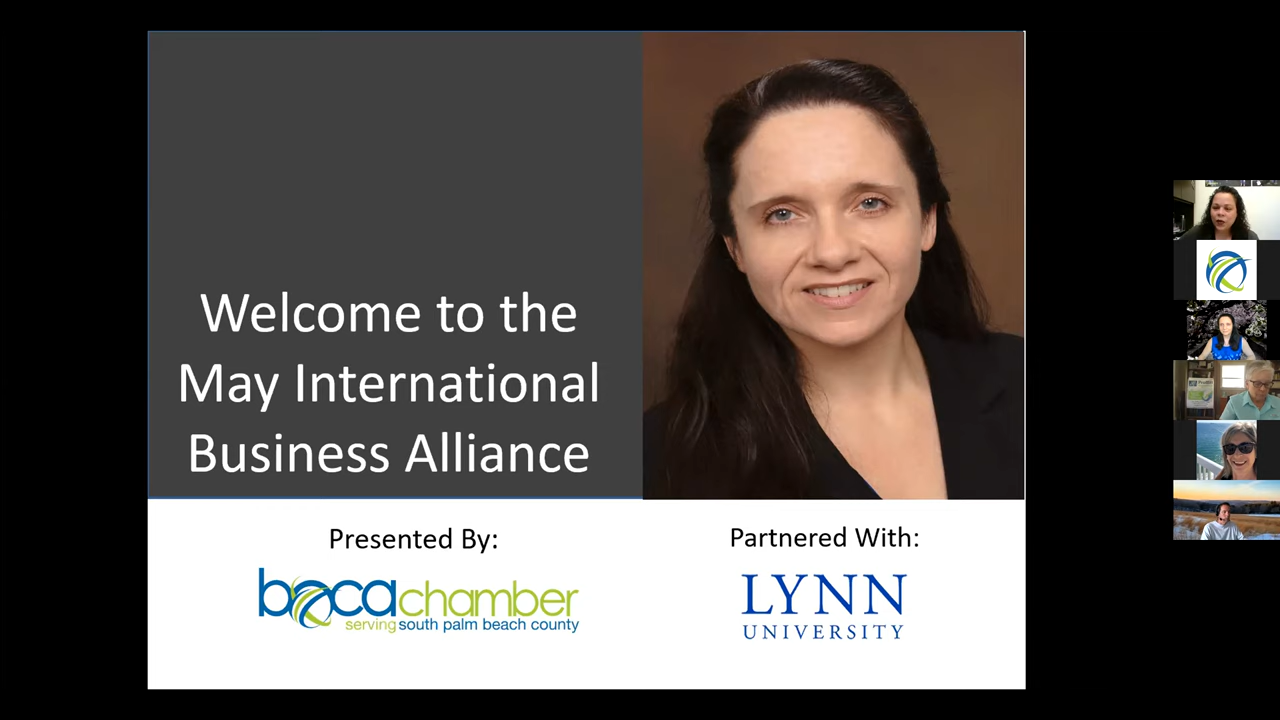 Welcome to the
May International
Business Alliance
Presented By:
bocachamber
serving south palm beach county
Partnered With:
LYNN
UNIVERSITY